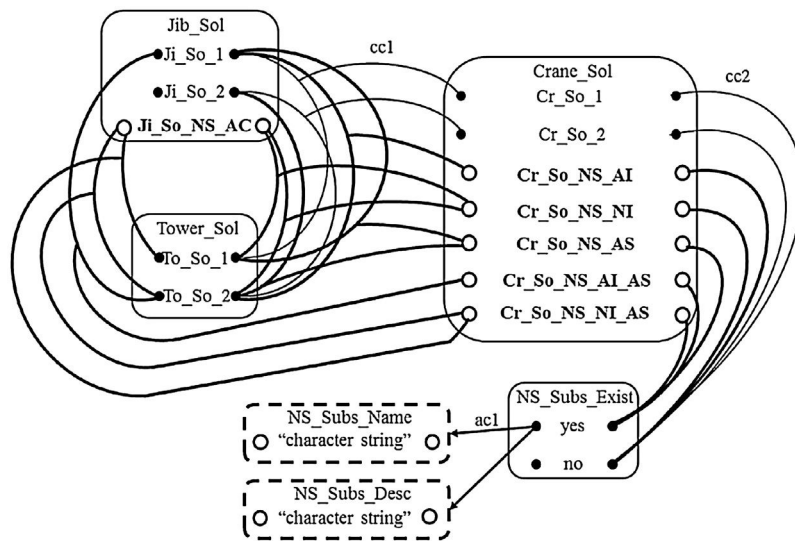 Jib_Sol
Ji_So_1
Ji_So_2
Ji_So_NS_AC
cc1
Crane_Sol
cc2
Cr_So_1
Cr_So_2
Cr_So_NS_AI
Cr_So_NS_NI
Cr_So_NS_AS
Cr_So_NS_AI_AS
Cr_So_NS_NI_AS
Tower_Sol
To_So_1
To_So_2
NS_Subs_Exist
yes
no
ac1
NS_Subs_Name
“character string”
NS_Subs_Desc
“character string”